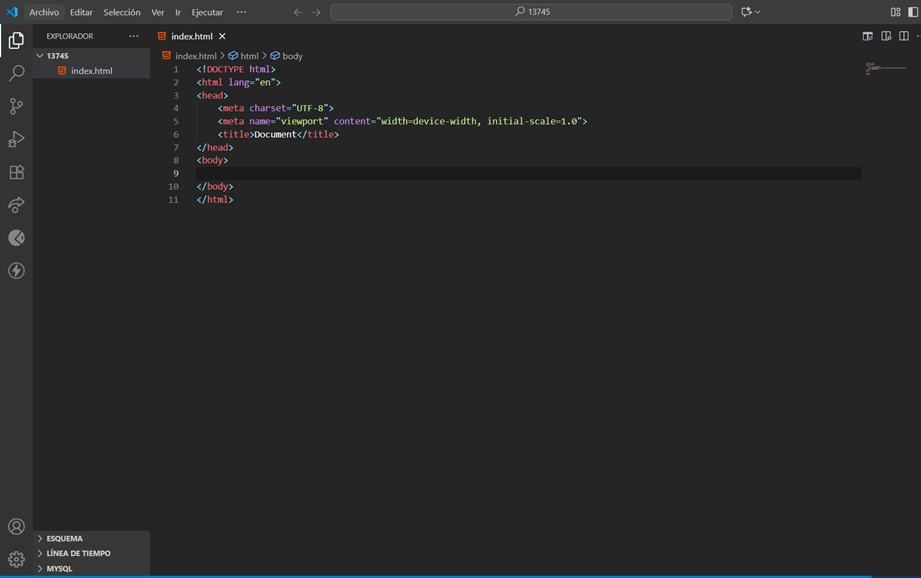 Archivo Editar Selección Ver Ir Ejecutar ··· 13745
EXPLORADOR ···
13745
index.html
index.html
index.html > html > body
1 <!DOCTYPE html>
2 <html lang="en">
3 <head>
4 <meta charset="UTF-8">
5 <meta name="viewport" content="width=device-width, initial-scale=1.0">
6 <title>Document</title>
7 </head>
8 <body>
9
10 </body>
11 </html>
ESQUEMA
LÍNEA DE TIEMPO
MYSQL